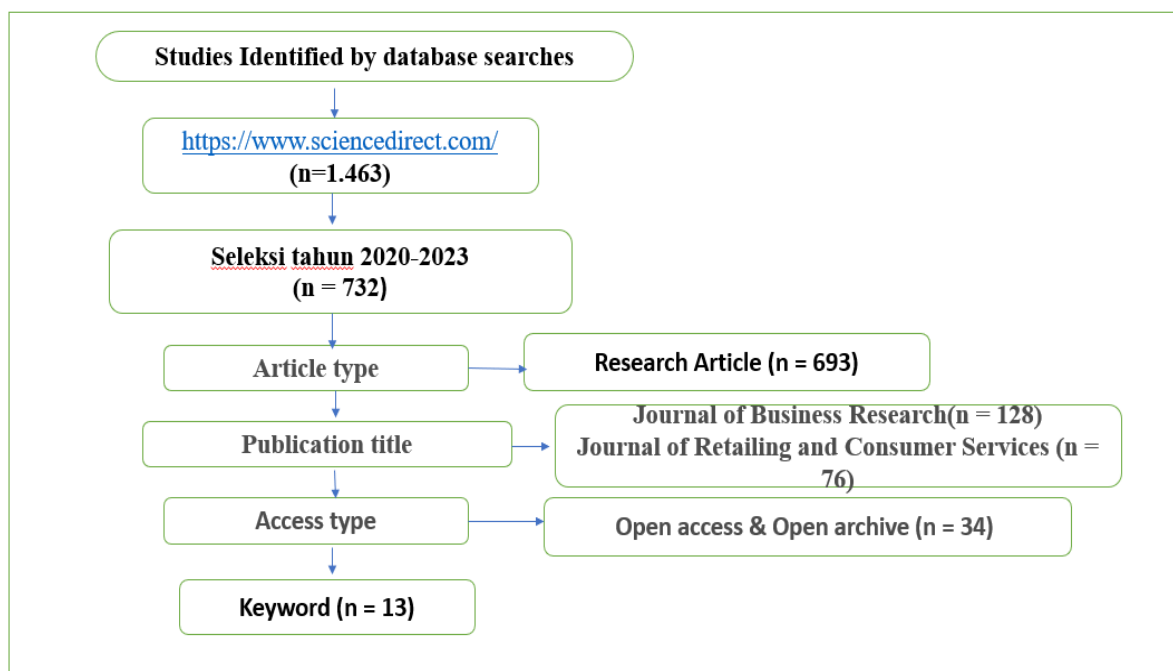 Studies Identified by database searches
https://www.sciencedirect.com/
(n=1.463)
Seleksi tahun 2020-2023
(n = 732)
Article type
Research Article (n = 693)
Publication title
Journal of Business Research(n = 128)
Journal of Retailing and Consumer Services (n =
76)
Access type
Open access & Open archive (n = 34)
Keyword (n = 13)